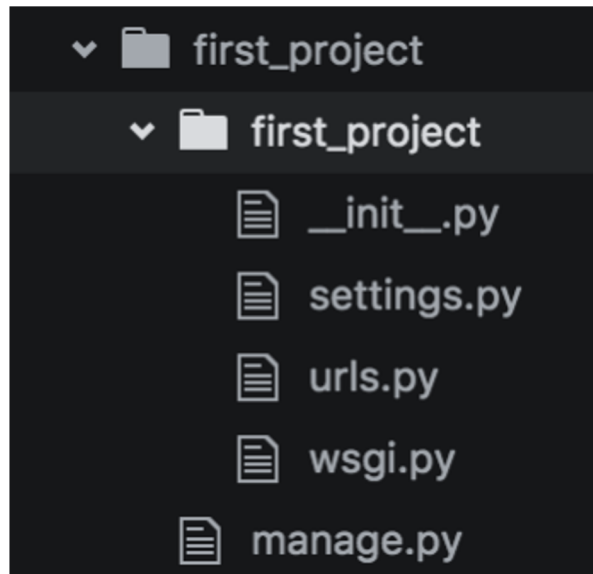 first_project
first_project
__init__.py
settings.py
urls.py
wsgi.py
manage.py